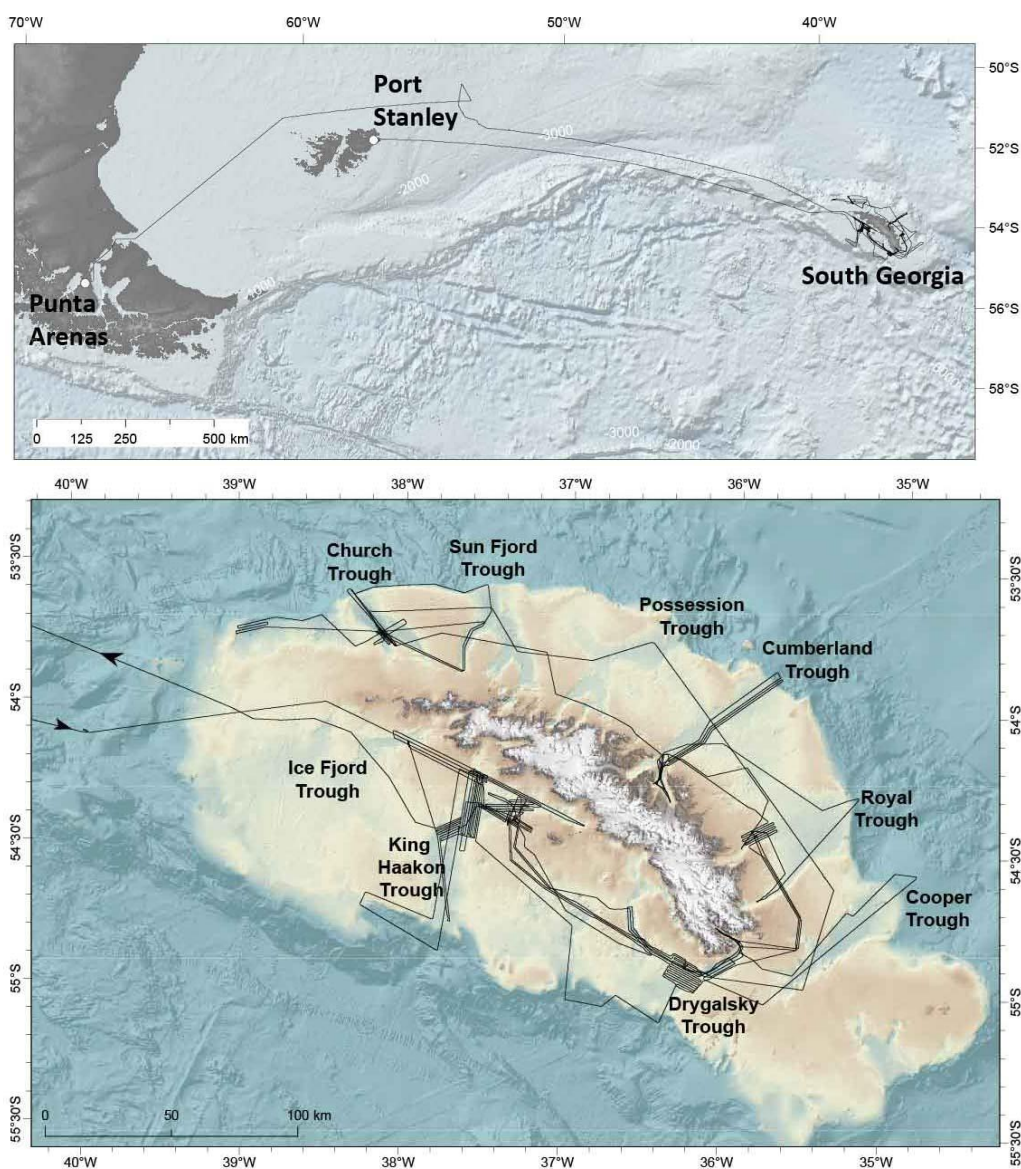 70°W 60°W 50°W 40°W
50°S
Port
Stanley
-3000
52°S
-2000
54°S
South Georgia
-1000
Punta
Arenas
56°S
58°S
-3000
-2000
0 125 250 500 km
40°W 39°W 38°W 37°W 36°W 35°W
53°30'S 53°30'S
Church
Trough
Sun Fjord
Trough
Possession
Trough
Cumberland
Trough
54°S 54°S
Ice Fjord
Trough
Royal
Trough
King
Haakon
Trough
54°30'S 54°30'S
Cooper
Trough
55°S 55°S
Drygalsky
Trough
0 50 100 km
55°30'S 55°30'S
40°W 39°W 38°W 37°W 36°W 35°W